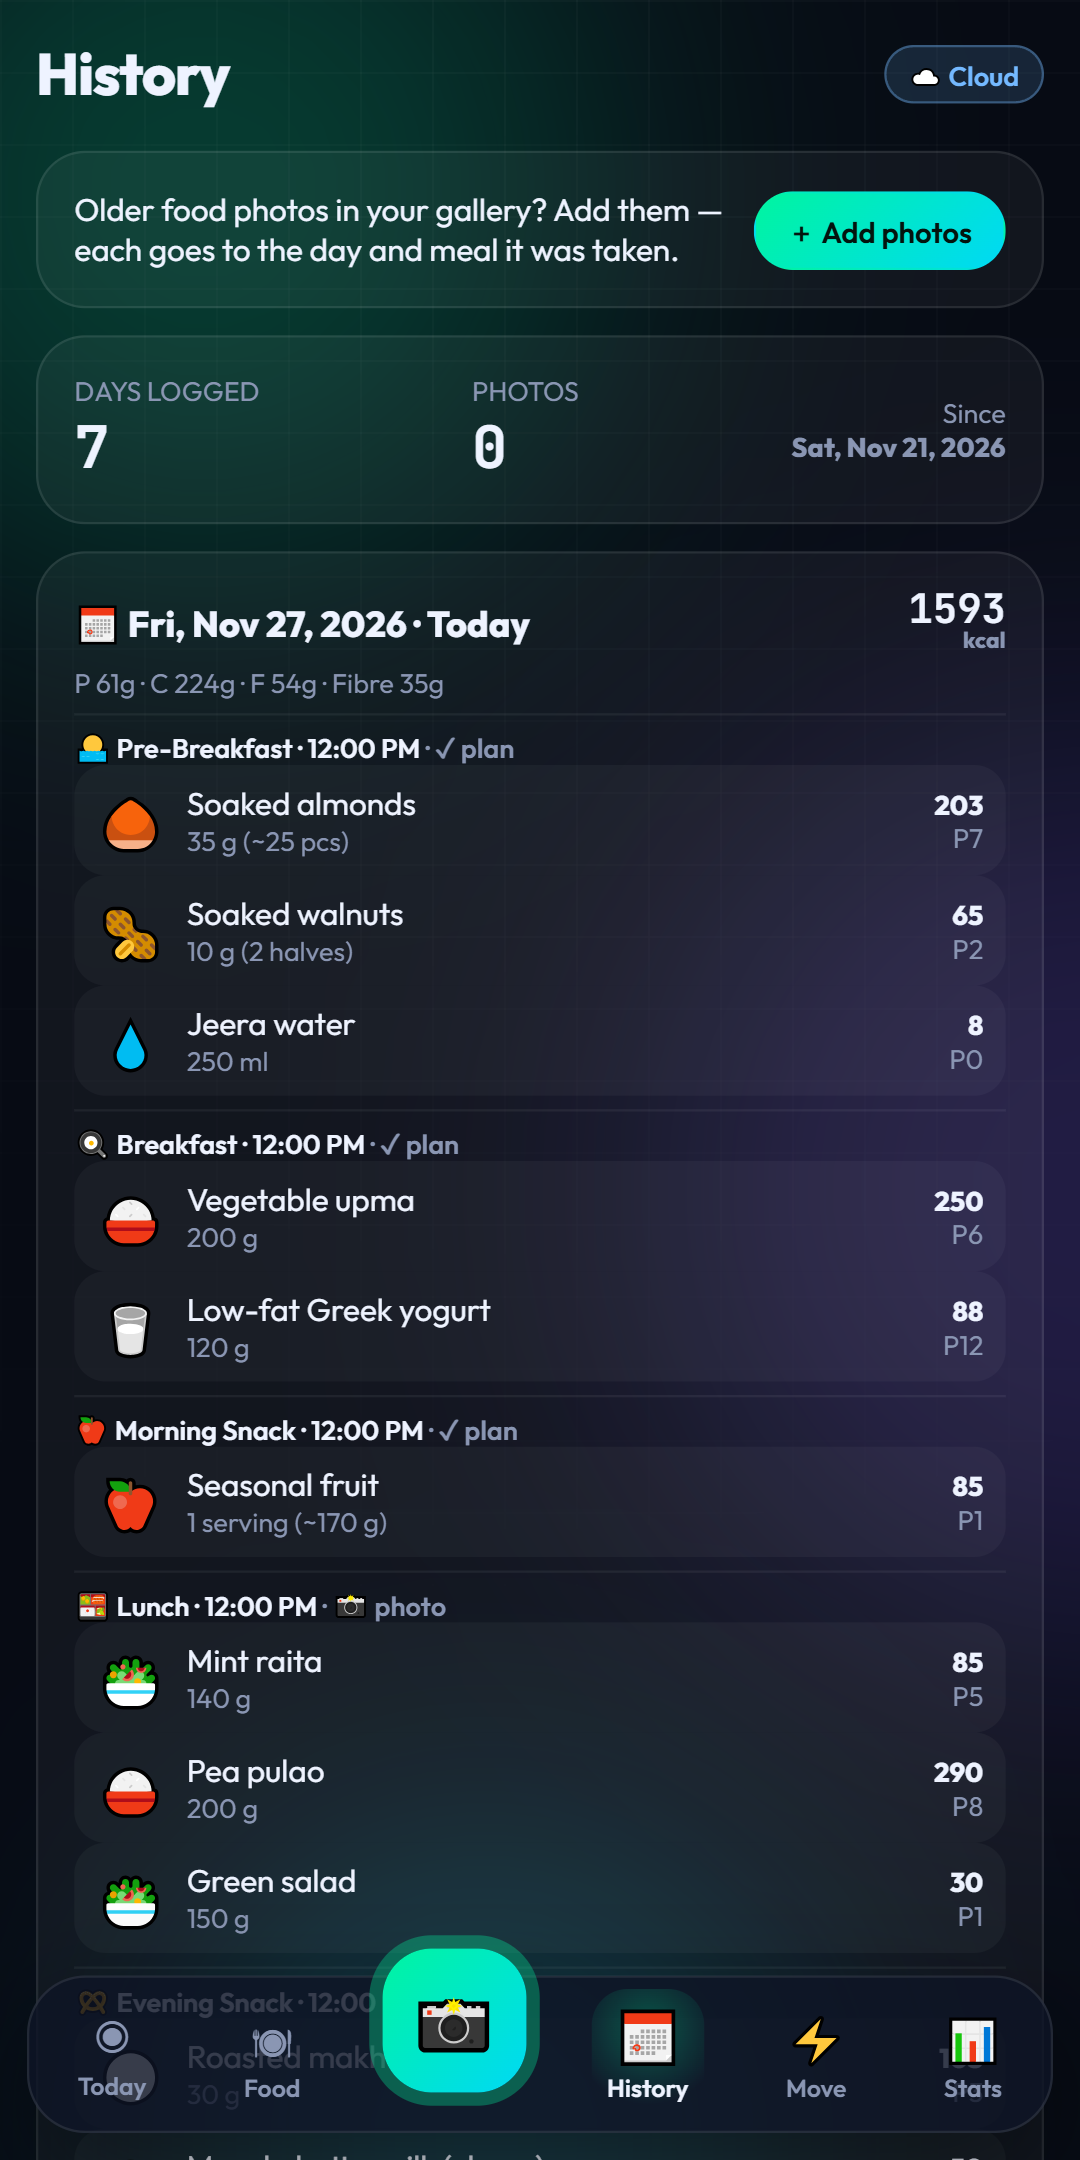 History
Cloud
Older food photos in your gallery? Add them —
each goes to the day and meal it was taken.
+ Add photos
DAYS LOGGED
7
PHOTOS
0
Since
Sat, Nov 21, 2026
Fri, Nov 27, 2026 · Today
1593
kcal
P 61g · C 224g · F 54g · Fibre 35g
Pre-Breakfast · 12:00 PM · ✓ plan
Soaked almonds
203
35 g (~25 pcs)
P7
Soaked walnuts
65
10 g (2 halves)
P2
Jeera water
8
250 ml
P0
Breakfast · 12:00 PM · ✓ plan
Vegetable upma
250
200 g
P6
Low-fat Greek yogurt
88
120 g
P12
Morning Snack · 12:00 PM · ✓ plan
Seasonal fruit
85
1 serving (~170 g)
P1
Lunch · 12:00 PM · photo
Mint raita
85
140 g
P5
Pea pulao
290
200 g
P8
Green salad
30
150 g
P1
Evening Snack · 12:00
Roasted
30 g
Today
Food
History
Move
Stats